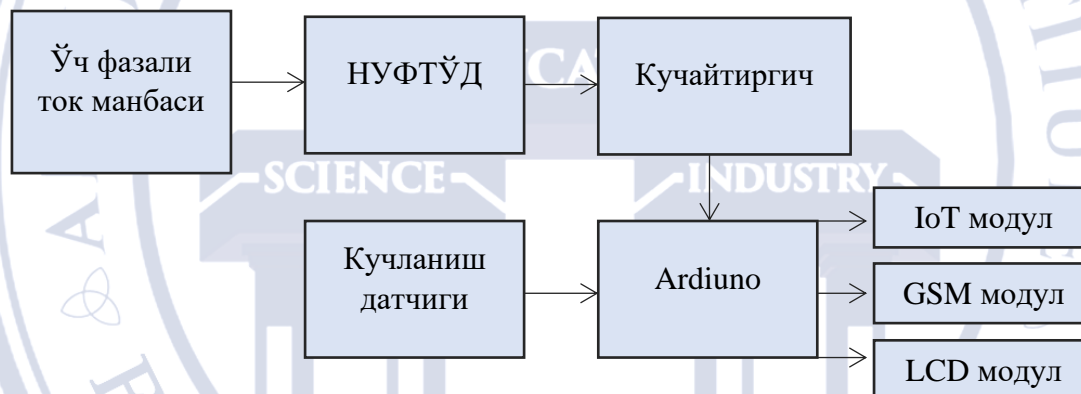 Ўч фазали
ток манбаси
НУФТЎД
Кучайтиргич
SCIENCE
INDUSTRY
Кучланиш
датчиги
Ardiuno
IoT модул
GSM модул
LCD модул